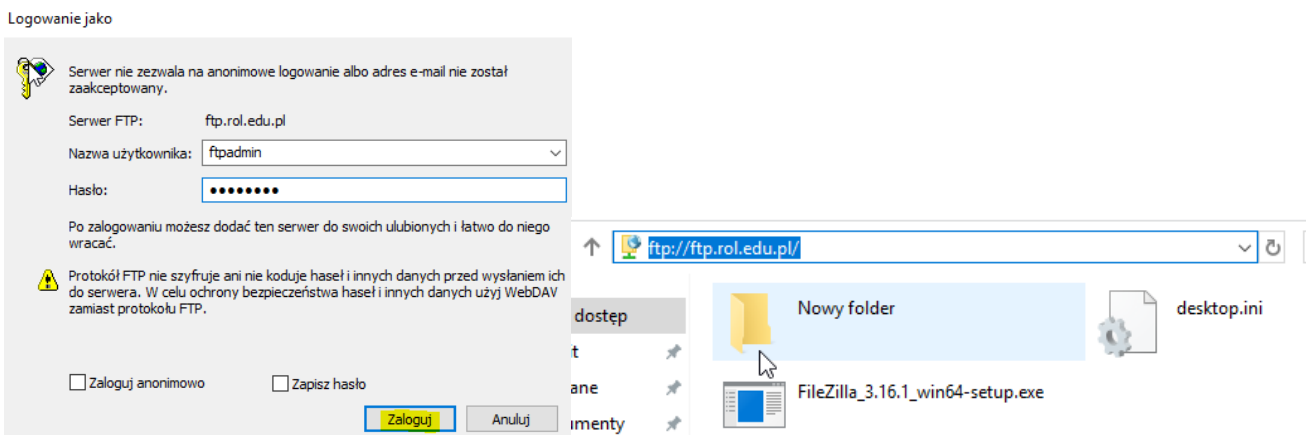 Logowanie jako
Serwer nie zezwala na anonimowe logowanie albo adres e-mail nie został
zaakceptowany.
Serwer FTP: ftp.rol.edu.pl
Nazwa użytkownika: ftpadmin
Hasło: ••••••••
Po zalogowaniu możesz dodać ten serwer do swoich ulubionych i łatwo do niego
wracać.
Protokół FTP nie szyfruje ani nie koduje haseł i innych danych przed wysłaniem ich
do serwera. W celu ochrony bezpieczeństwa haseł i innych danych użyj WebDAV
zamiast protokołu FTP.
Zaloguj anonimowo Zapisz hasło
Zaloguj Anuluj
ftp://ftp.rol.edu.pl/
dostęp
t
ane
umenty
Nowy folder
desktop.ini
FileZilla_3.16.1_win64-setup.exe